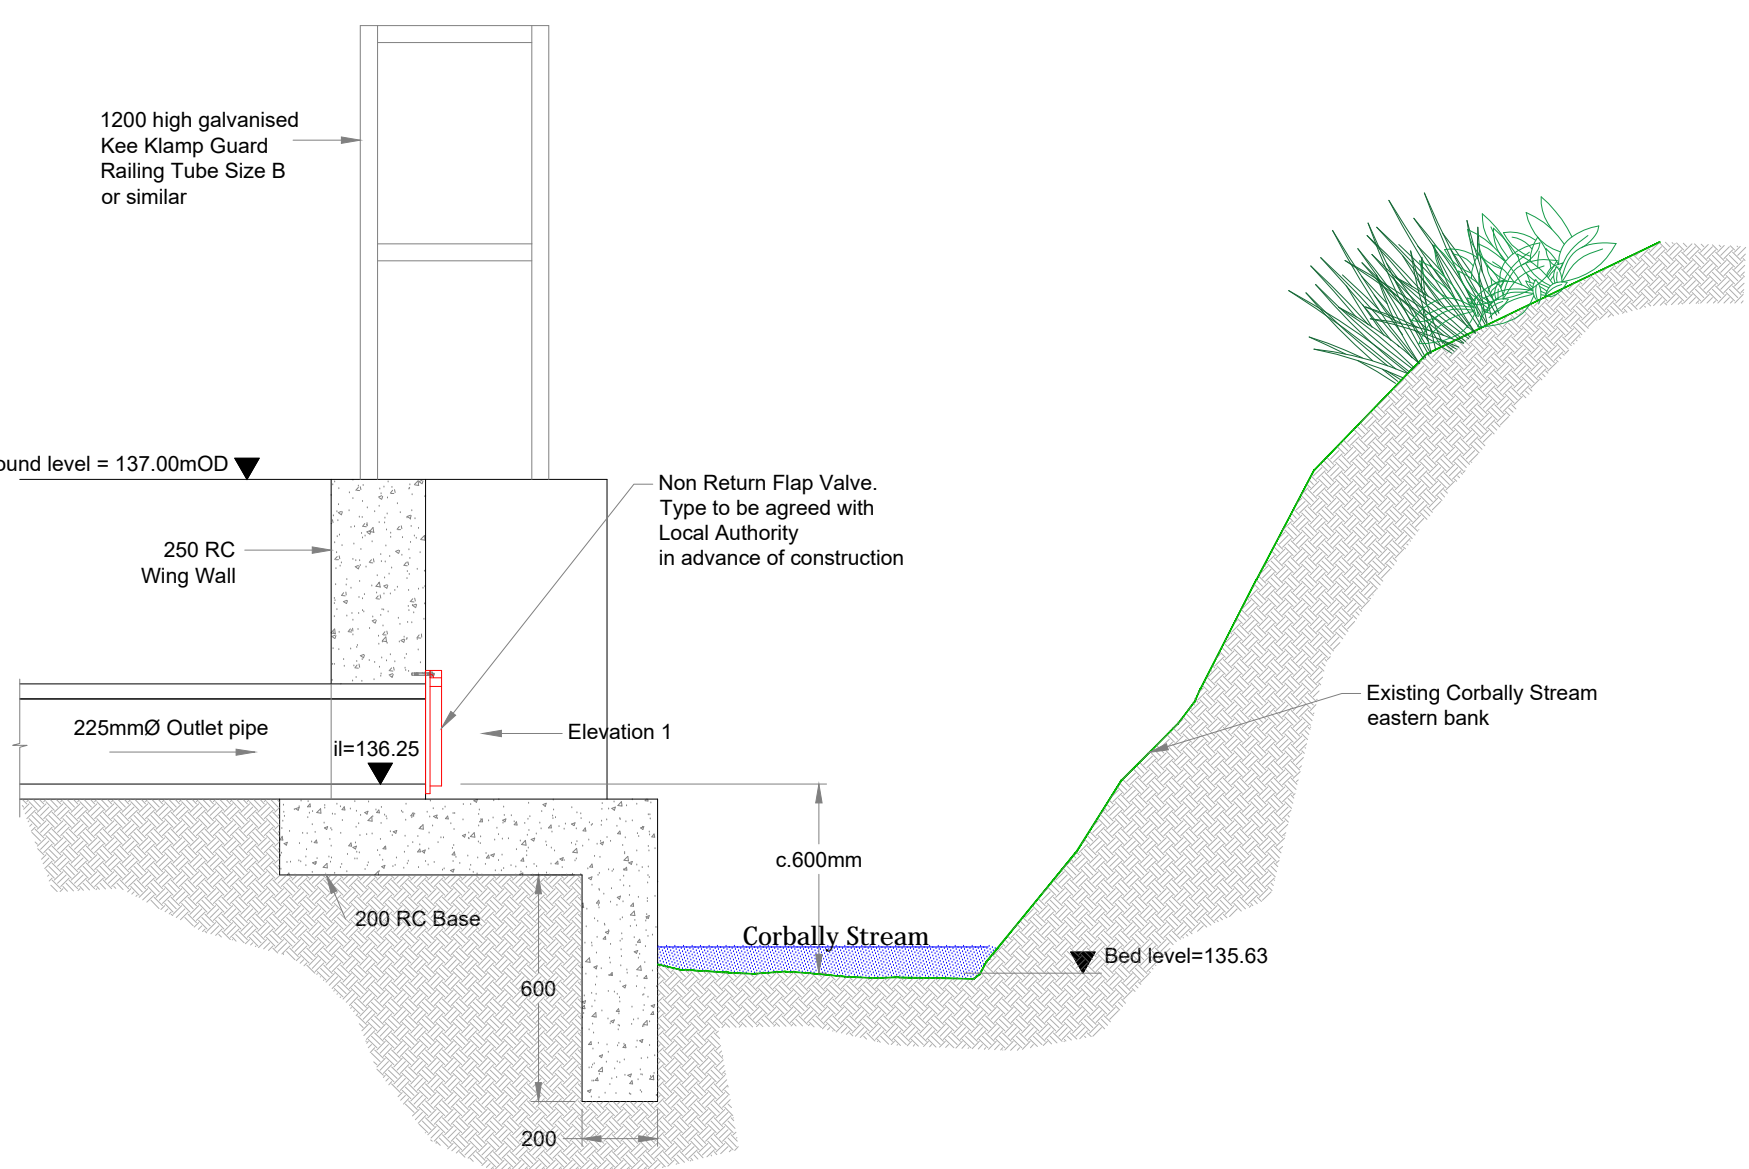 1200 high galvanised
Kee Klamp Guard
Railing Tube Size B
or similar
ound level = 137.00mOD
Non Return Flap Valve.
Type to be agreed with
Local Authority
in advance of construction
250 RC
Wing Wall
Existing Corbally Stream
eastern bank
225mmØ Outlet pipe
il=136.25
Elevation 1
c.600mm
200 RC Base
Corbally Stream
Bed level=135.63
600
200